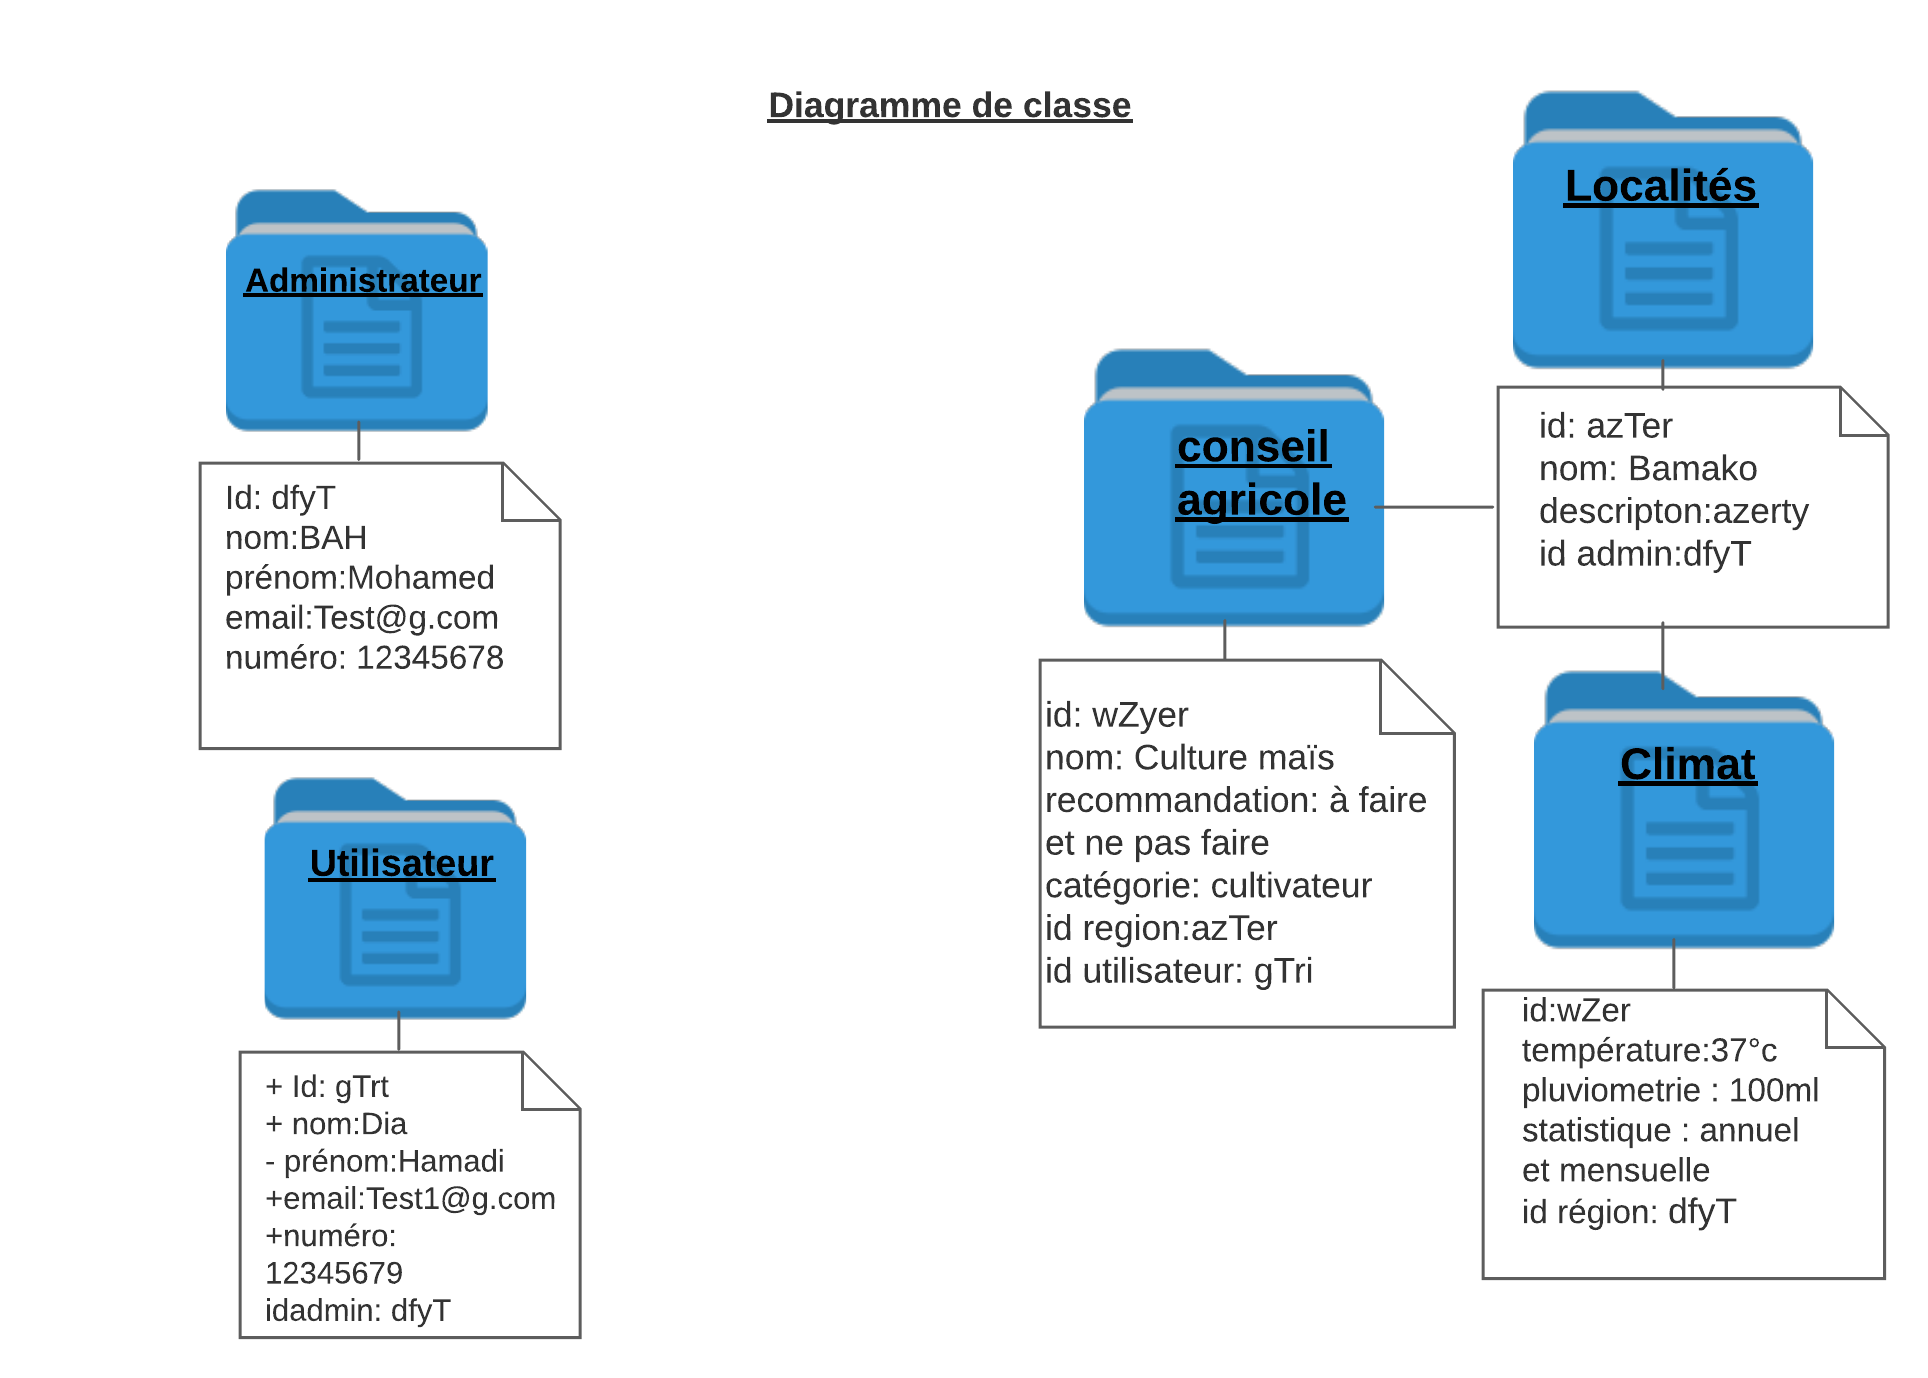 Diagramme de classe
Administrateur
Id: dfyT
nom:BAH
prénom:Mohamed
email:Test@g.com
numéro: 12345678
Utilisateur
+ Id: gTrt
+ nom:Dia
- prénom:Hamadi
+email:Test1@g.com
+numéro:
12345679
idadmin: dfyT
conseil
agricole
id: wZyer
nom: Culture maïs
recommandation: à faire
et ne pas faire
catégorie: cultivateur
id region:azTer
id utilisateur: gTri
Localités
id: azTer
nom: Bamako
descripton:azerty
id admin:dfyT
Climat
id:wZer
température:37°c
pluviometrie : 100ml
statistique : annuel
et mensuelle
id région: dfyT